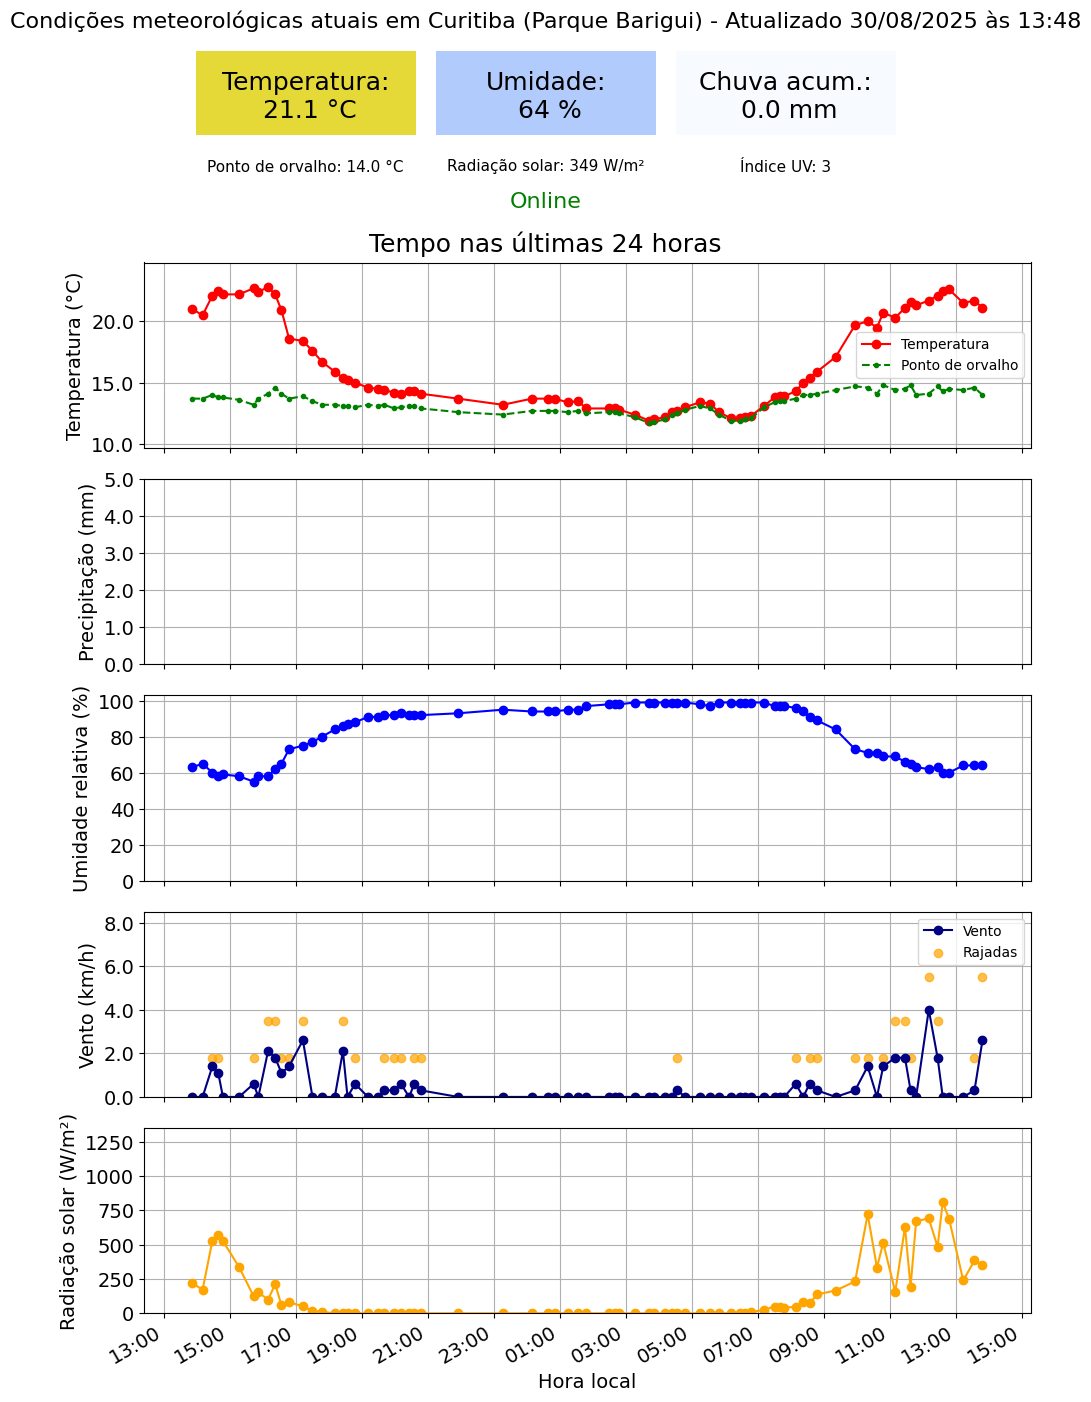 Condições meteorológicas atuais em Curitiba (Parque Barigui) - Atualizado 30/08/2025 às 13:48
Temperatura:
21.1 °C
Umidade:
64 %
Chuva acum.:
0.0 mm
Ponto de orvalho: 14.0 °C
Radiação solar: 349 W/m²
Índice UV: 3
Online
Tempo nas últimas 24 horas
Temperatura (°C)
20.0
15.0
10.0
Temperatura
Ponto de orvalho
Precipitação (mm)
5.0
4.0
3.0
2.0
1.0
0.0
Umidade relativa (%)
100
80
60
40
20
0
Vento (km/h)
8.0
6.0
4.0
2.0
0.0
Vento
Rajadas
Radiação solar (W/m²)
1250
1000
750
500
250
0
13:00
15:00
17:00
19:00
21:00
23:00
01:00
03:00
05:00
07:00
09:00
11:00
13:00
15:00
Hora local